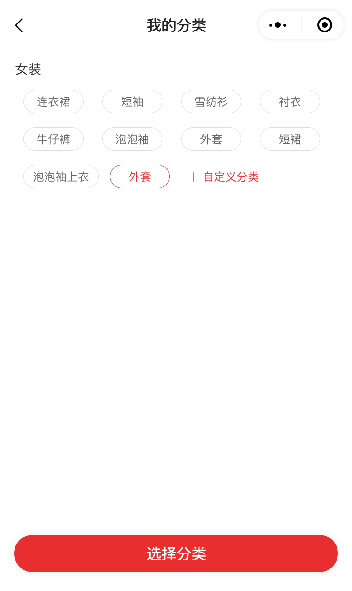 我的分类
女装
连衣裙 短袖 雪纺衫 衬衣
牛仔裤 泡泡袖 外套 短裙
泡泡袖上衣 外套 自定义分类
选择分类